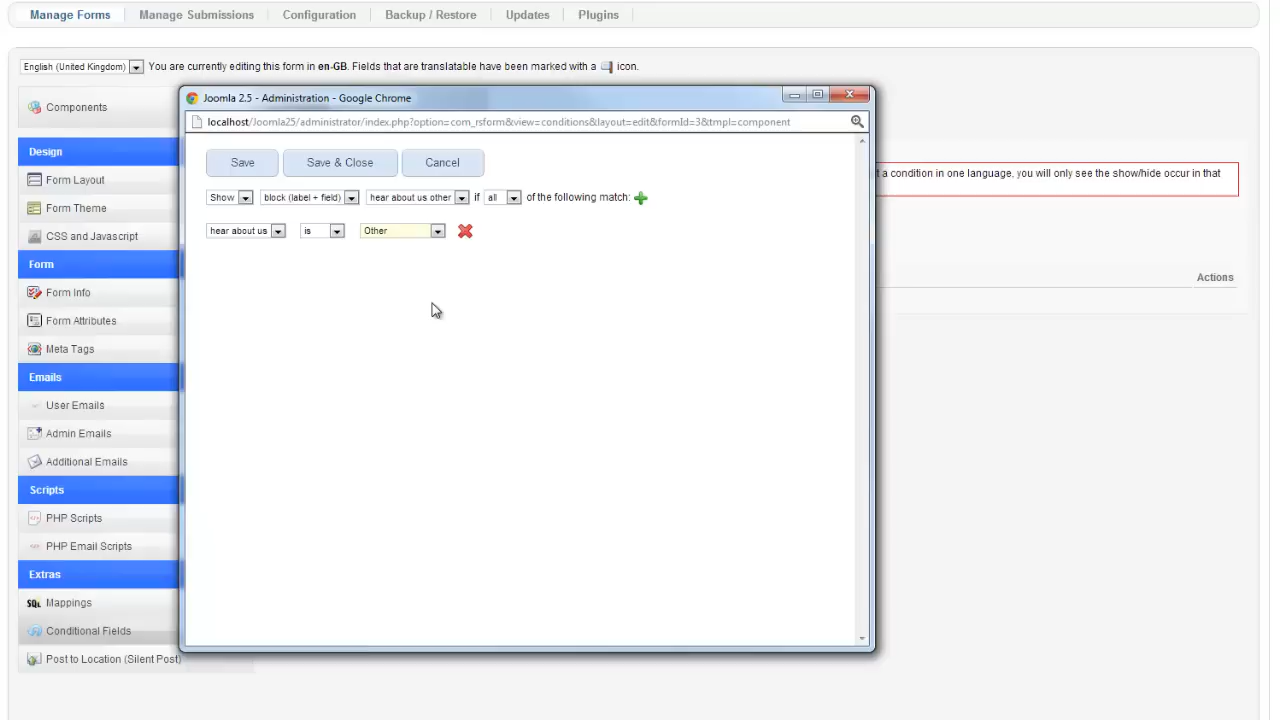 Manage Forms Manage Submissions Configuration Backup / Restore Updates Plugins
English (United Kingdom) You are currently editing this form in en-GB. Fields that are translatable have been marked with a icon.
Components
Joomla 2.5 - Administration - Google Chrome
localhost/Joomla25/administrator/index.php?option=com_rsform&view=conditions&layout=edit&formId=3&tmpl=component
Design
Save Save & Close Cancel
t a condition in one language, you will only see the show/hide occur in that
Form Layout
Show block (label + field) hear about us other if all of the following match:
Form Theme
hear about us is Other
CSS and Javascript
Form
Actions
Form Info
Form Attributes
Meta Tags
Emails
User Emails
Admin Emails
Additional Emails
Scripts
PHP Scripts
PHP Email Scripts
Extras
SQL Mappings
Conditional Fields
Post to Location (Silent Post)